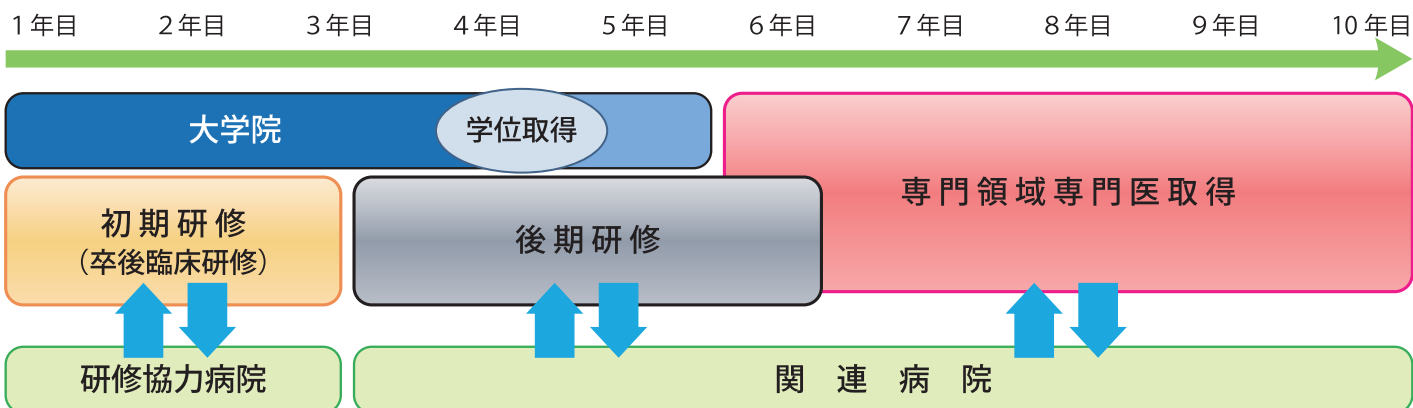 1年目 2年目 3年目 4年目 5年目 6年目 7年目 8年目 9年目 10年目
大学院
学位取得
専門領域専門医取得
初期研修
（卒後臨床研修）
後期研修
研修協力病院
関連病院